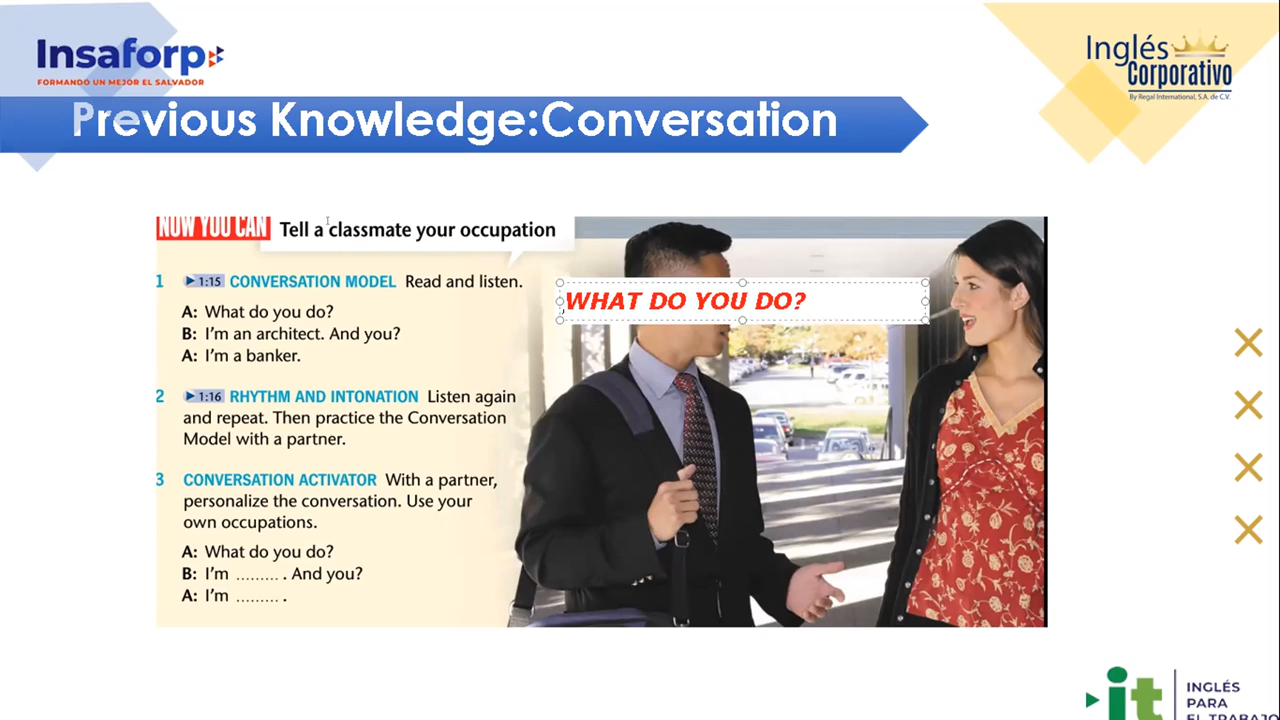 Insaforp
FORMANDO UN MEJOR EL SALVADOR
Inglés
Corporativo
By Regal International, S.A. de C.V.
Previous Knowledge:Conversation
NOW YOU CAN Tell a classmate your occupation
1 1:15 CONVERSATION MODEL Read and listen.
A: What do you do?
B: I'm an architect. And you?
A: I'm a banker.
2 1:16 RHYTHM AND INTONATION Listen again
and repeat. Then practice the Conversation
Model with a partner.
3 CONVERSATION ACTIVATOR With a partner,
personalize the conversation. Use your
own occupations.
A: What do you do?
B: I'm ......... . And you?
A: I'm ......... .
WHAT DO YOU DO?
it
INGLÉS
PARA
EL TRABAJO